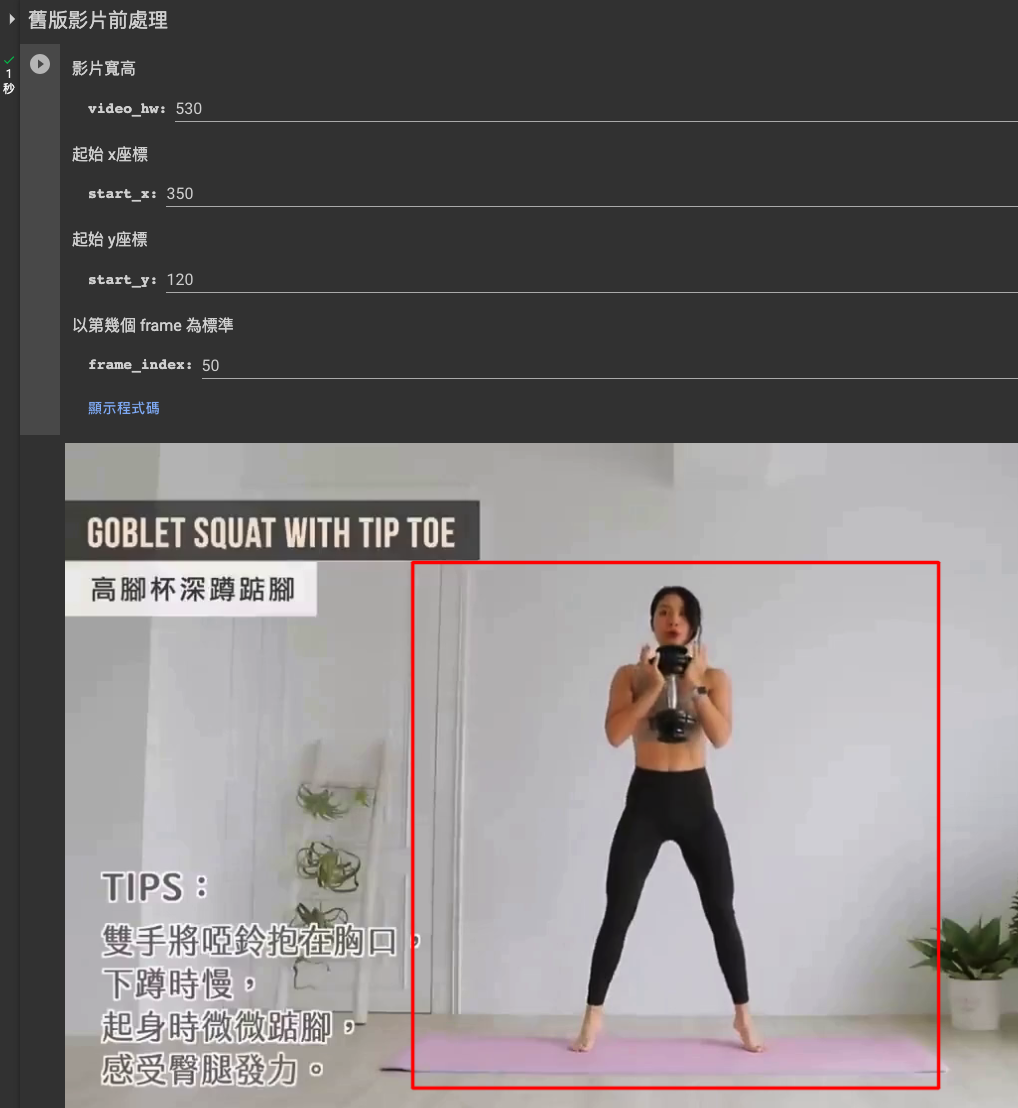 舊版影片前處理
1
秒
影片寬高
video_hw: 530
起始 x座標
start_x: 350
起始 y座標
start_y: 120
以第幾個 frame 為標準
frame_index: 50
顯示程式碼
GOBLET SQUAT WITH TIP TOE
高腳杯深蹲踮腳
TIPS：
雙手將啞鈴抱在胸口，
下蹲時慢，
起身時微微踮腳，
感受臀腿發力。